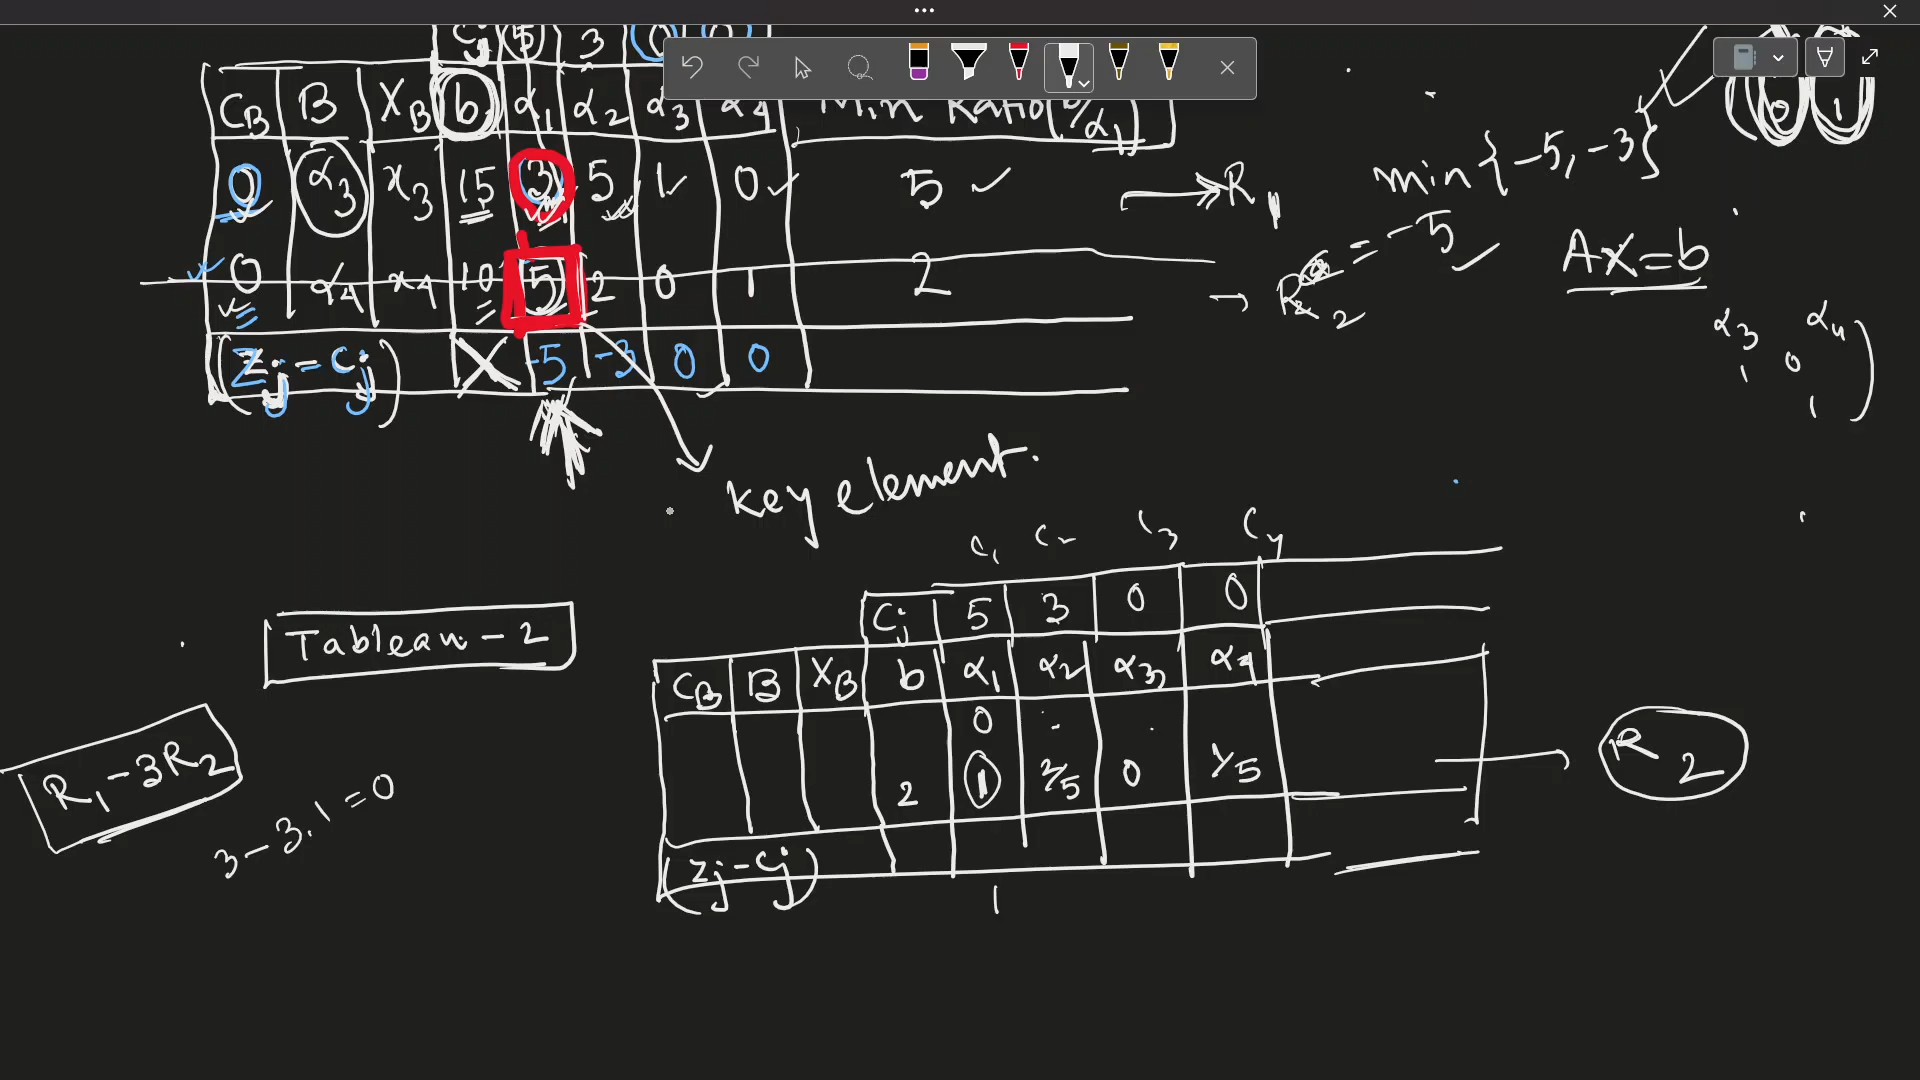 Cj 5 3 0 0
CB B XB b α1 α2 α3 α4 Min Ratio(b/α1)
0 α3 x3 15 3 5 1 0 5 → R1
0 α4 x4 10 5 2 0 1 2 → R2
(Zj - Cj) -5 -3 0 0
min {-5, -3}
= -5
0 1
AX=b
α3 α4
1 0
1
key element.
C1 C2 C3 C4
Tableau - 2
Cj 5 3 0 0
CB B XB b α1 α2 α3 α4
0
2 1 2/5 0 1/5
R2
(Zj - Cj)
1
R1-3R2
3-3.1=0